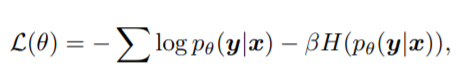 ℒ(θ) = − ∑ log p_θ(𝒚|𝒙) − βH(p_θ(𝒚|𝒙)),